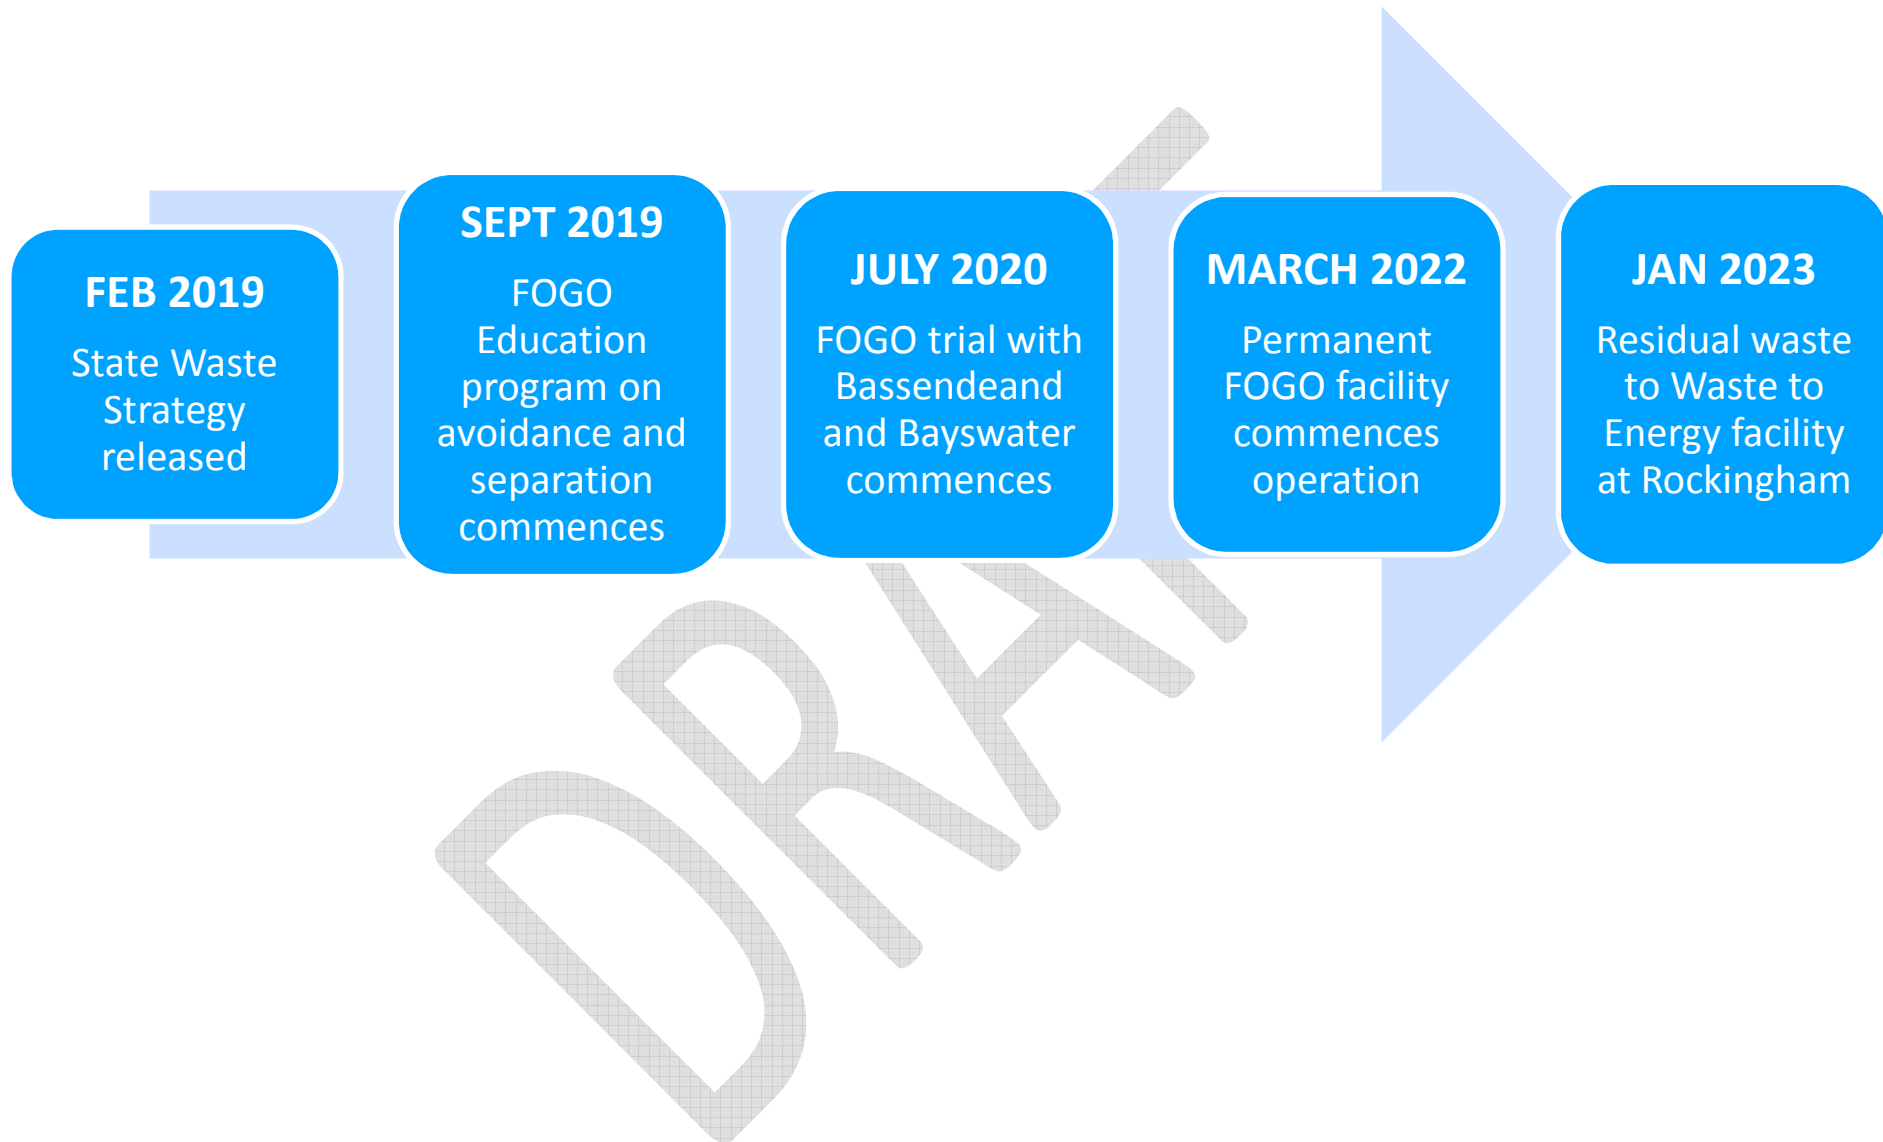 FEB 2019
State Waste
Strategy
released
SEPT 2019
FOGO
Education
program on
avoidance and
separation
commences
JULY 2020
FOGO trial with
Bassendeand
and Bayswater
commences
MARCH 2022
Permanent
FOGO facility
commences
operation
JAN 2023
Residual waste
to Waste to
Energy facility
at Rockingham
DRAFT